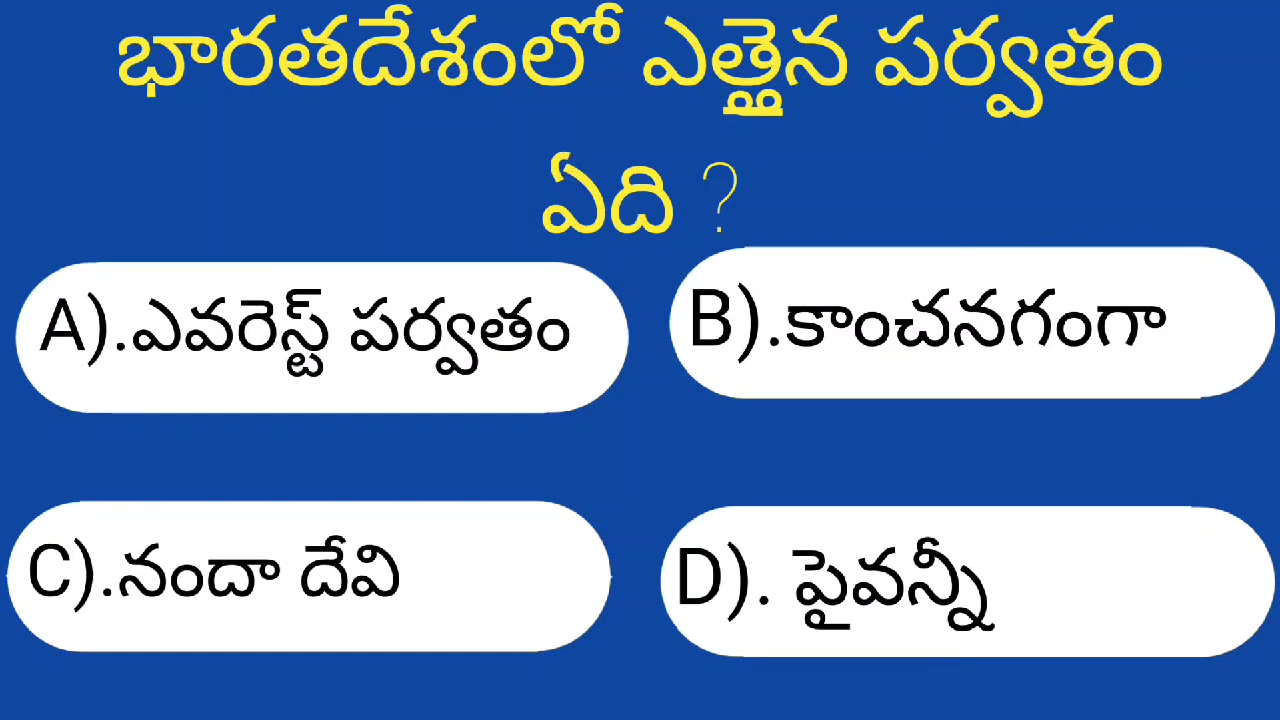 భారతదేశంలో ఎత్తైన పర్వతం
ఏది ?
A).ఎవరెస్ట్ పర్వతం
B).కాంచనగంగా
C).నందా దేవి
D). పైవన్నీ